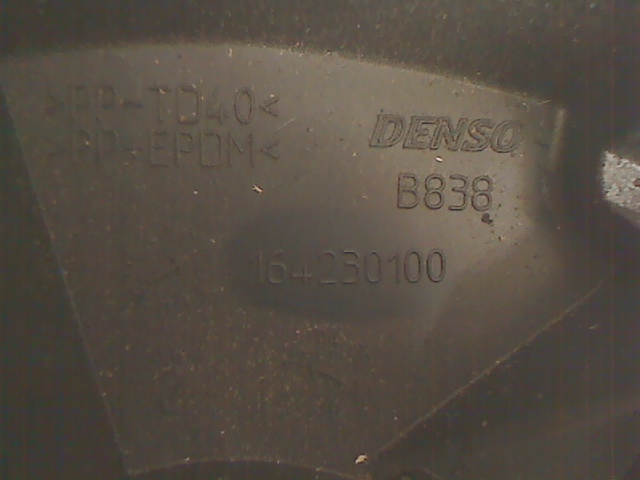 >PP-TD40<
>PP+EPDM<
DENSO
B838
164230100